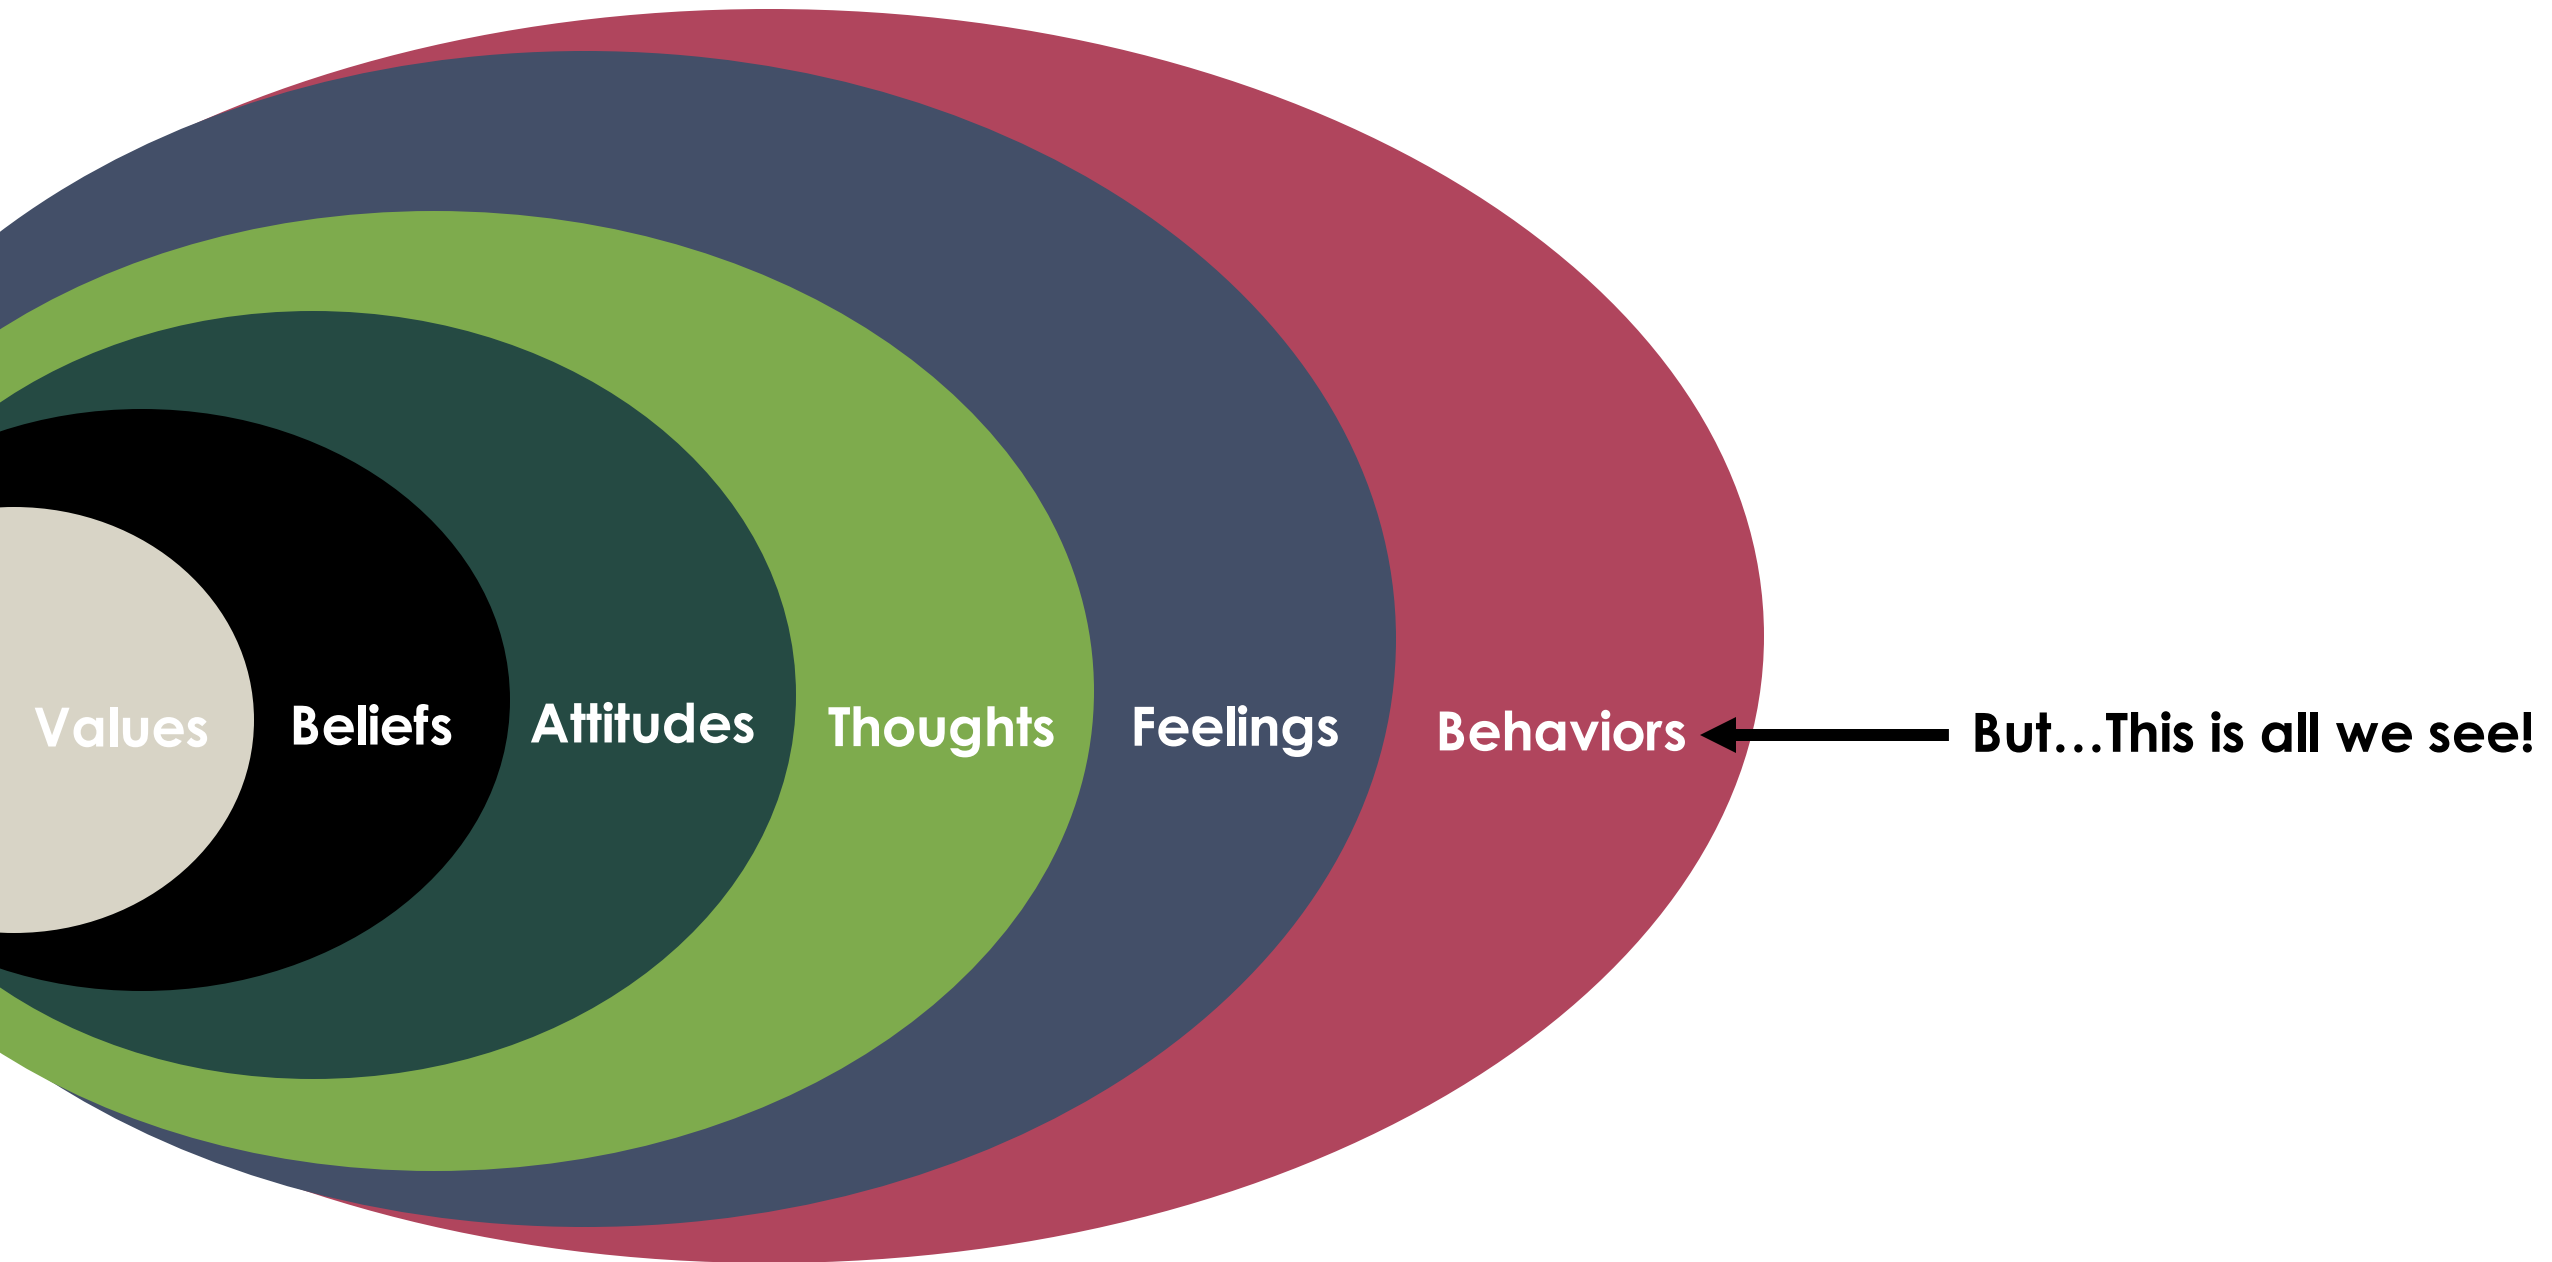 Values
Beliefs
Attitudes
Thoughts
Feelings
Behaviors
But...This is all we see!